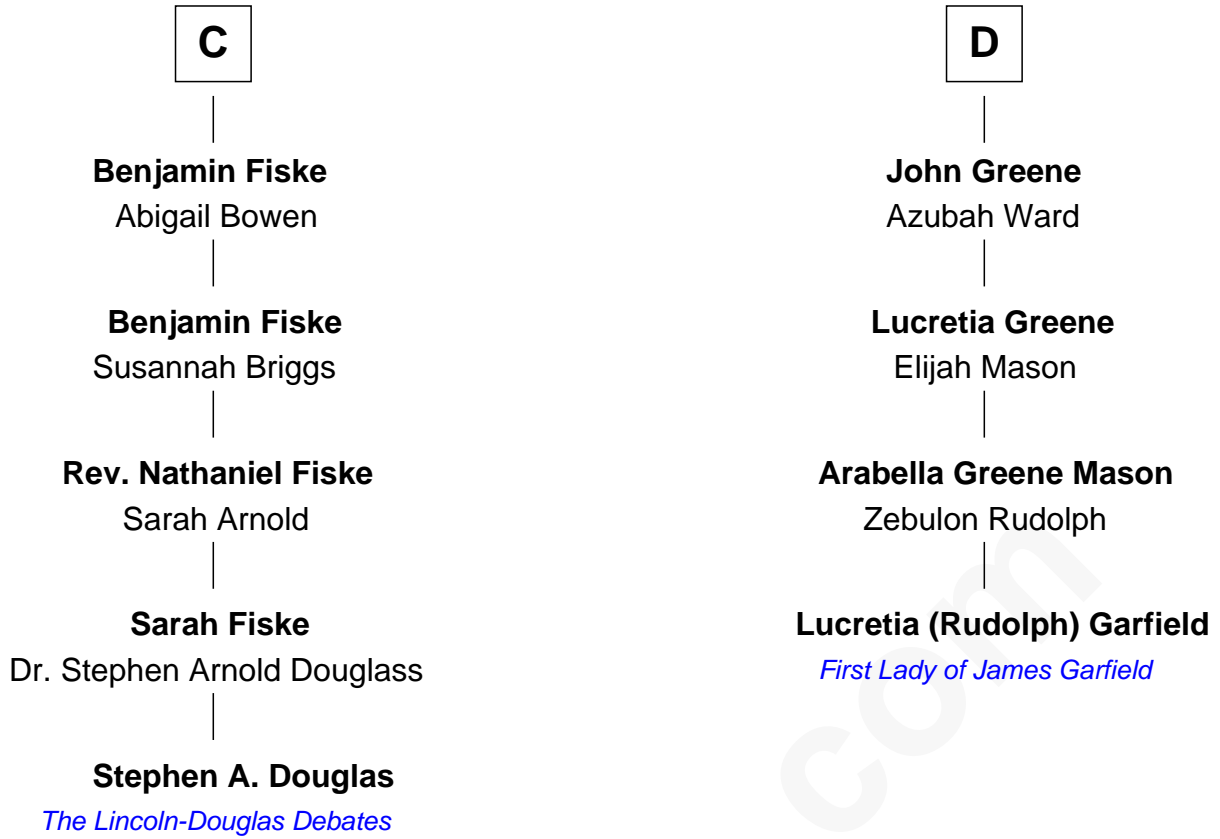 C
Benjamin Fiske
Abigail Bowen
Benjamin Fiske
Susannah Briggs
Rev. Nathaniel Fiske
Sarah Arnold
Sarah Fiske
Dr. Stephen Arnold Douglass
Stephen A. Douglas
The Lincoln-Douglas Debates
D
John Greene
Azubah Ward
Lucretia Greene
Elijah Mason
Arabella Greene Mason
Zebulon Rudolph
Lucretia (Rudolph) Garfield
First Lady of James Garfield
com